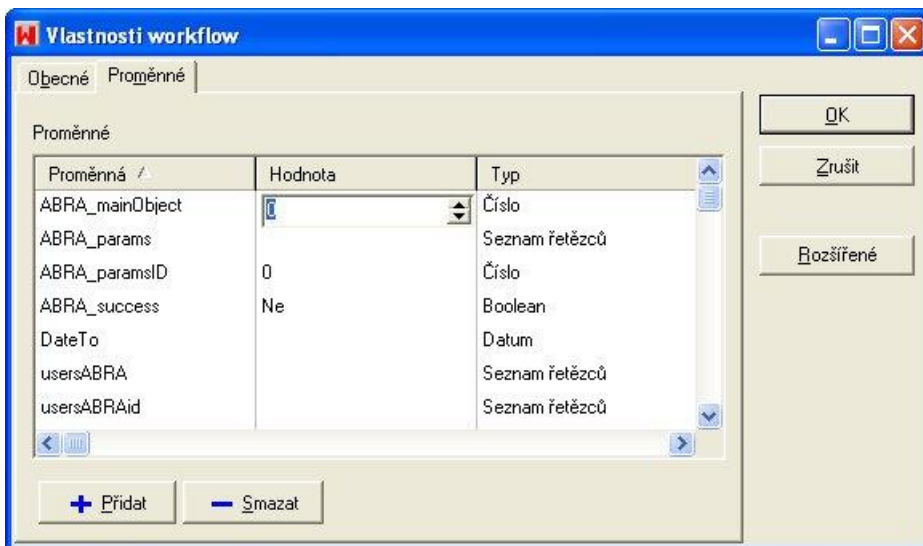 Vlastnosti workflow
Obecné Proměnné
Proměnné
Proměnná Hodnota Typ
ABRA_mainObject 0 Číslo
ABRA_params Seznam řetězců
ABRA_paramsID 0 Číslo
ABRA_success Ne Boolean
DateTo Datum
usersABRA Seznam řetězců
usersABRAid Seznam řetězců
Přidat Smazat
OK
Zrušit
Rozšířené